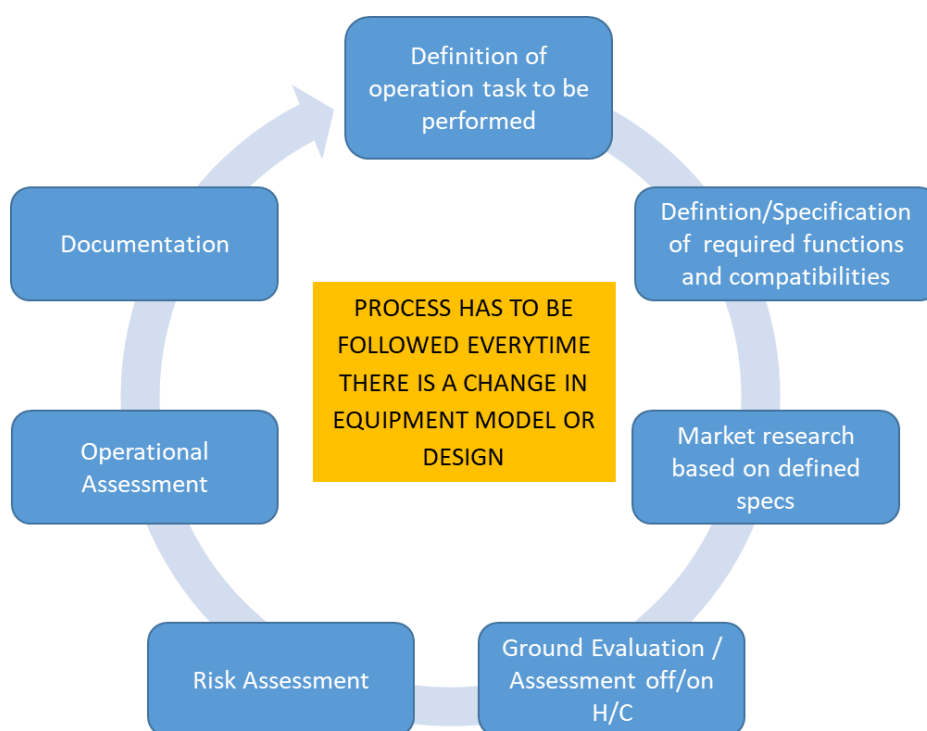 Definition of
operation task to be
performed
Defintion/Specification
of required functions
and compatibilities
Market research
based on defined
specs
Ground Evaluation /
Assessment off/on
H/C
Risk Assessment
Operational
Assessment
Documentation
PROCESS HAS TO BE
FOLLOWED EVERYTIME
THERE IS A CHANGE IN
EQUIPMENT MODEL OR
DESIGN